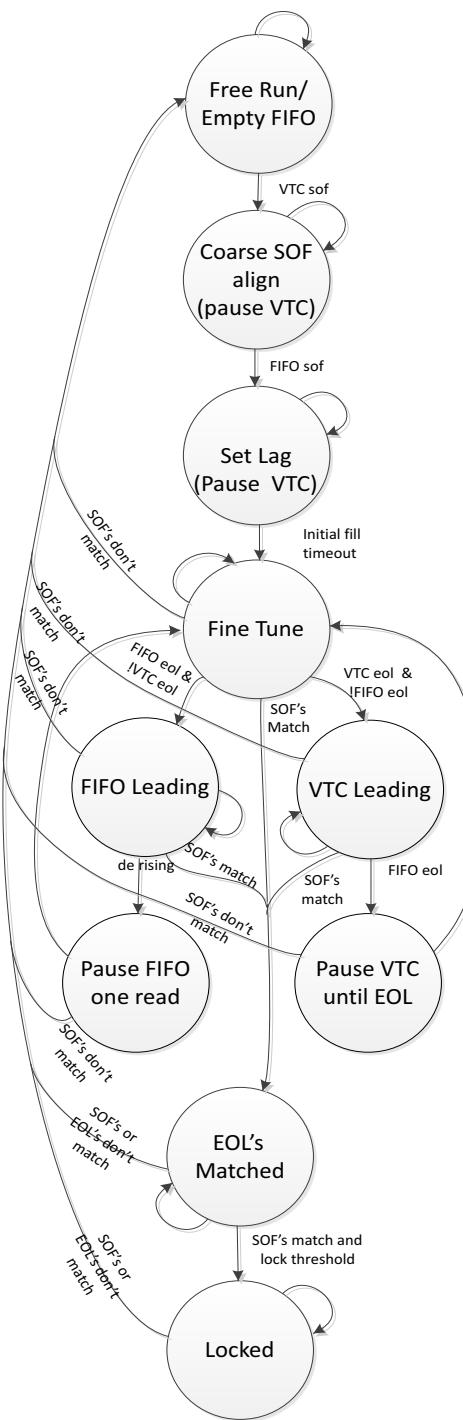 Free Run/
Empty FIFO
VTC sof
Coarse SOF
align
(pause VTC)
FIFO sof
Set Lag
(Pause VTC)
Initial fill
timeout
SOF's don't
match
Fine Tune
SOF's don't
match
SOF's don't
match
FIFO eol &
!VTC eol
SOF's
Match
VTC eol &
!FIFO eol
FIFO Leading
VTC Leading
de rising
SOF's match
SOF's
match
FIFO eol
SOF's don't
match
Pause FIFO
one read
Pause VTC
until EOL
SOF's don't
match
SOF's or
EOL's don't
match
EOL's
Matched
SOF's match and
lock threshold
SOF's or
EOL's don't
match
Locked